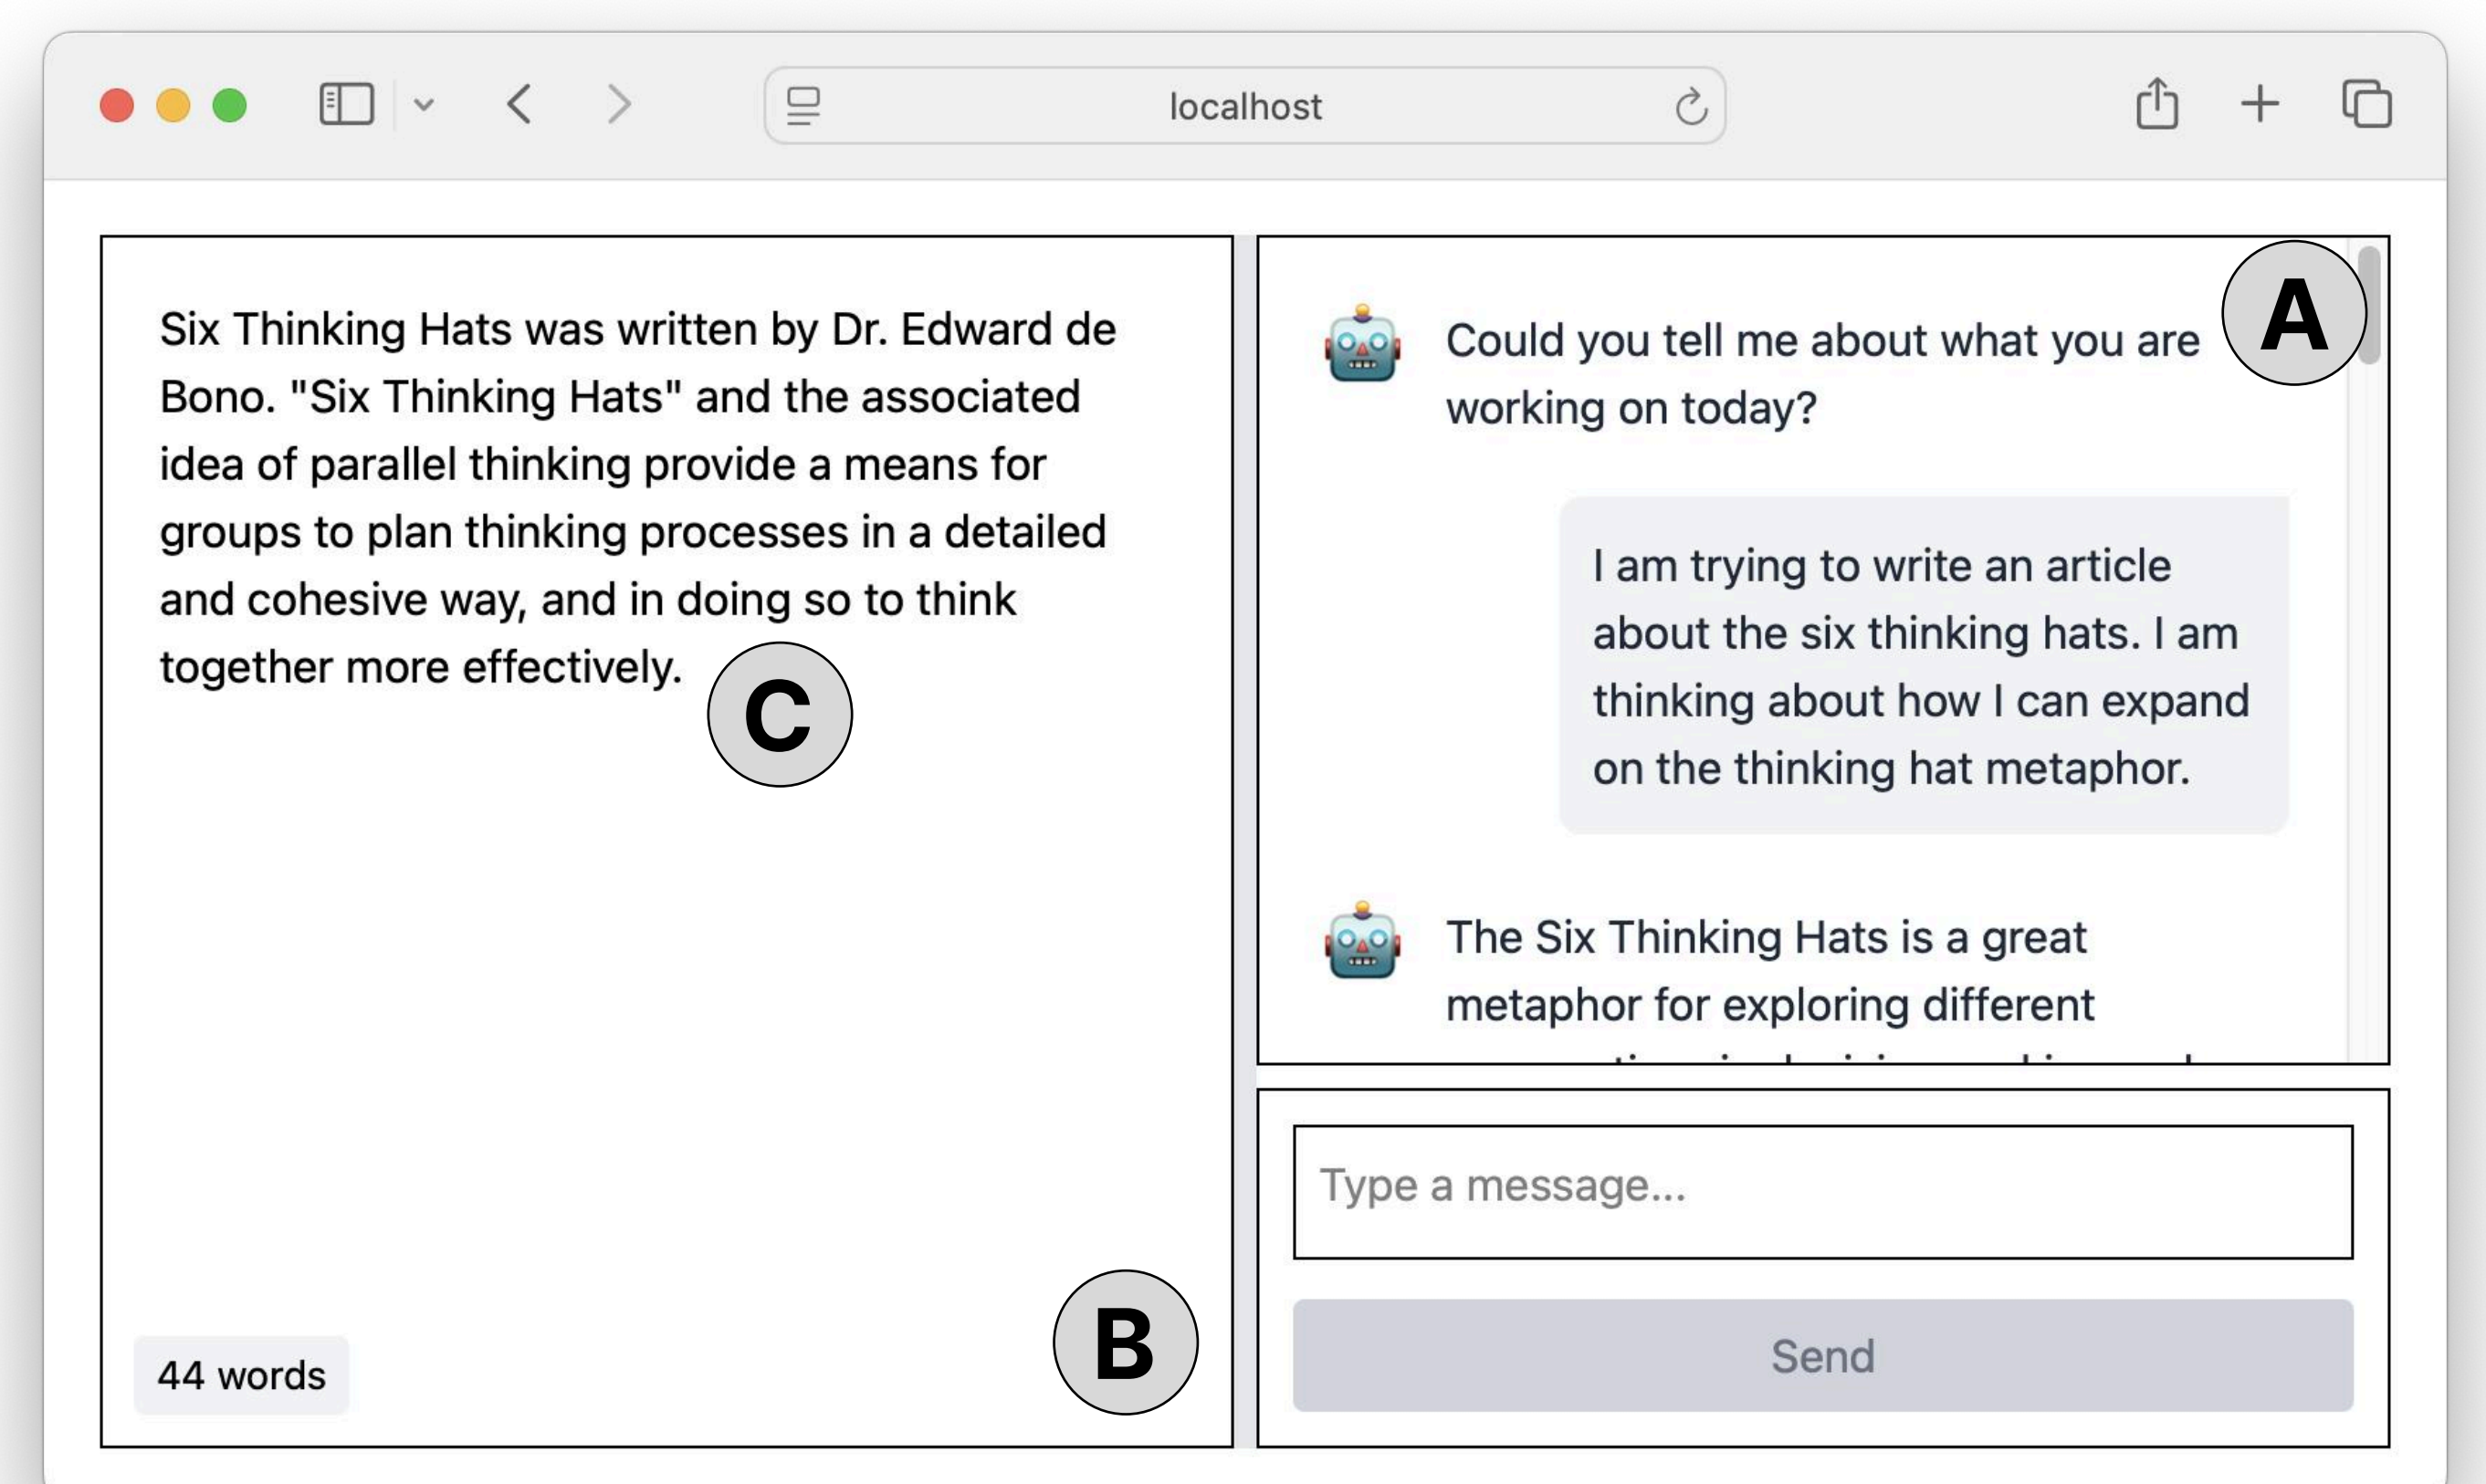 localhost
Six Thinking Hats was written by Dr. Edward de
Bono. "Six Thinking Hats" and the associated
idea of parallel thinking provide a means for
groups to plan thinking processes in a detailed
and cohesive way, and in doing so to think
together more effectively.
C
44 words
B
A
Could you tell me about what you are
working on today?
I am trying to write an article
about the six thinking hats. I am
thinking about how I can expand
on the thinking hat metaphor.
The Six Thinking Hats is a great
metaphor for exploring different
Type a message...
Send